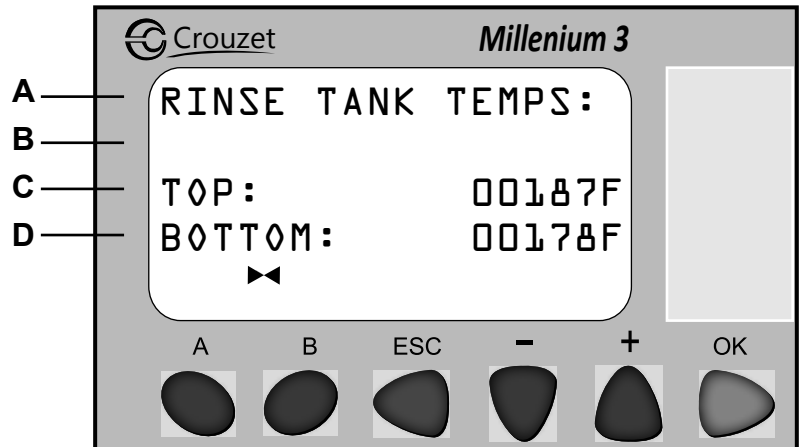 Crouzet Millenium 3
A RINSE TANK TEMPS:
B
C TOP: 00187F
D BOTTOM: 00178F
A B ESC - + OK